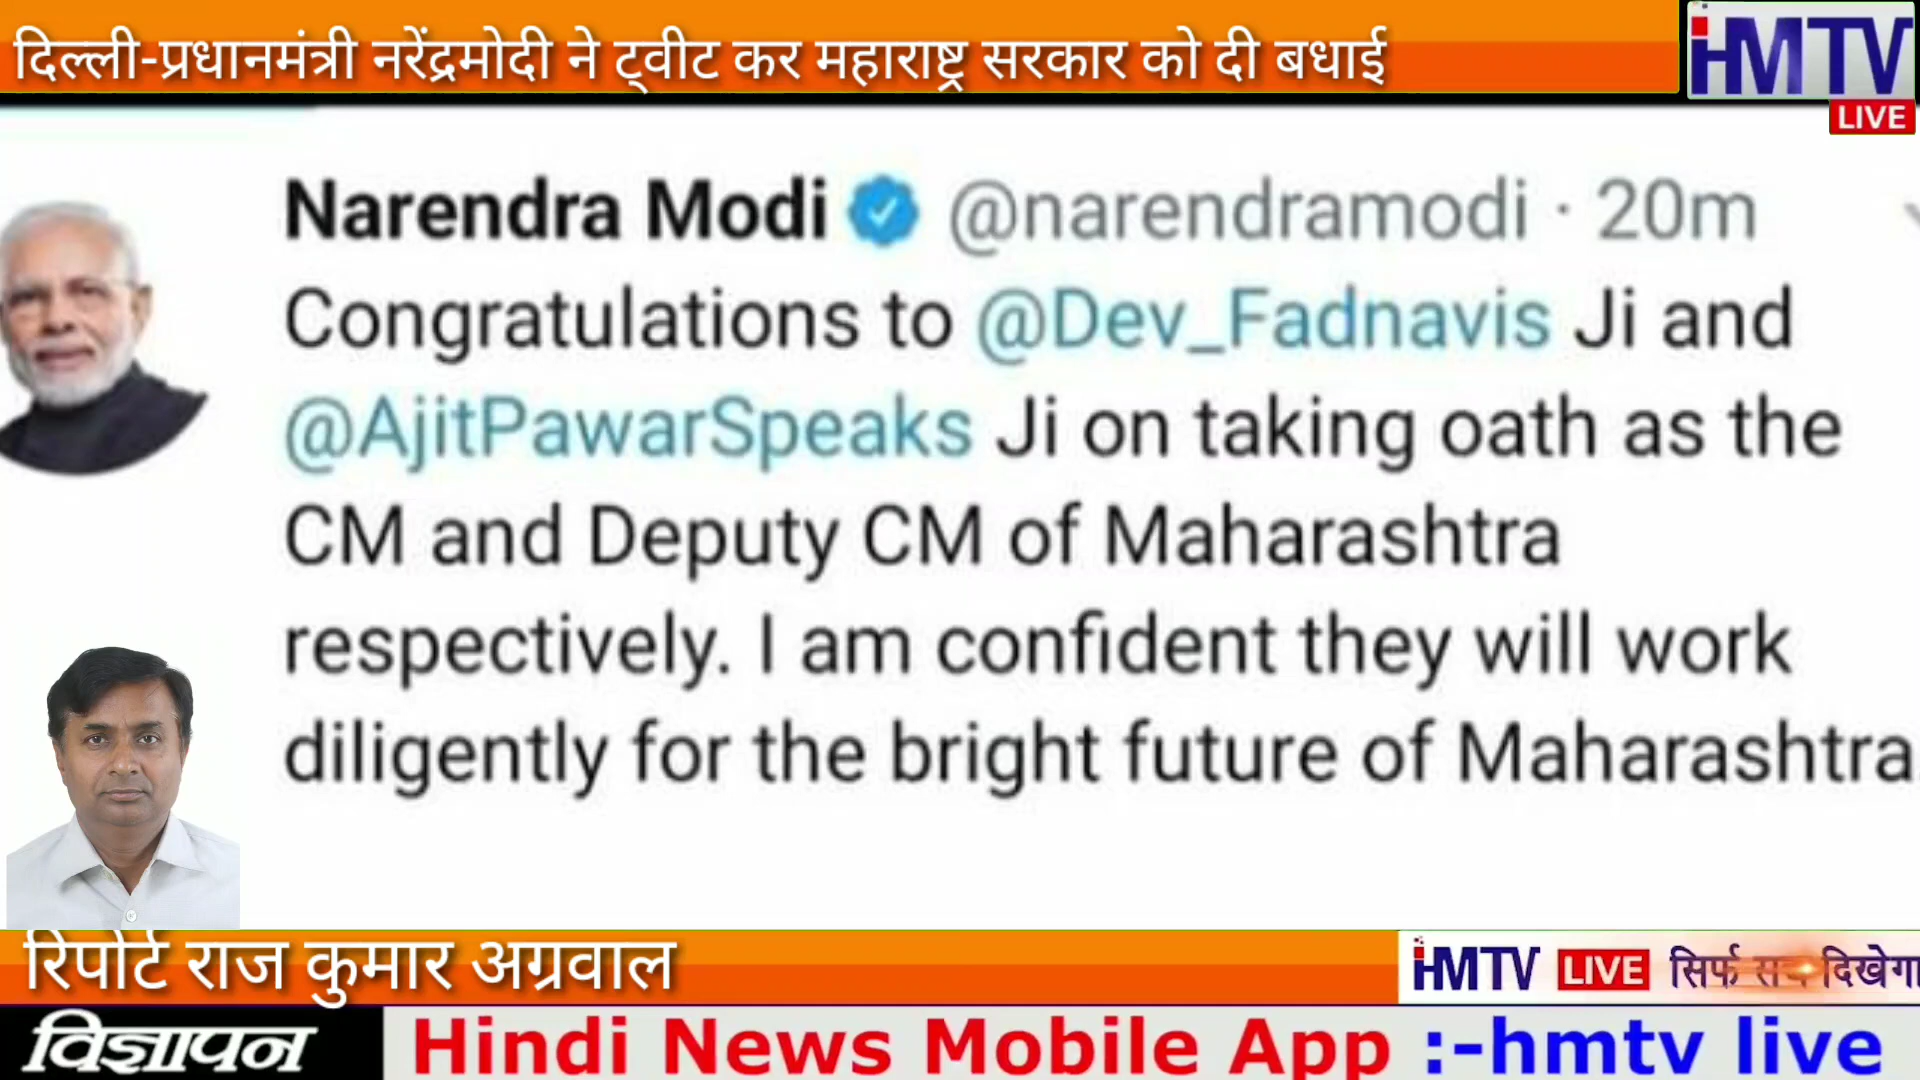 दिल्ली-प्रधानमंत्री नरेंद्रमोदी ने ट्वीट कर महाराष्ट्र सरकार को दी बधाई
HMTV
LIVE
Narendra Modi @narendramodi · 20m
Congratulations to @Dev_Fadnavis Ji and
@AjitPawarSpeaks Ji on taking oath as the
CM and Deputy CM of Maharashtra
respectively. I am confident they will work
diligently for the bright future of Maharashtra
रिपोर्ट राज कुमार अग्रवाल
HMTV LIVE सिर्फ दिखेगा
विज्ञापन Hindi News Mobile App :-hmtv live